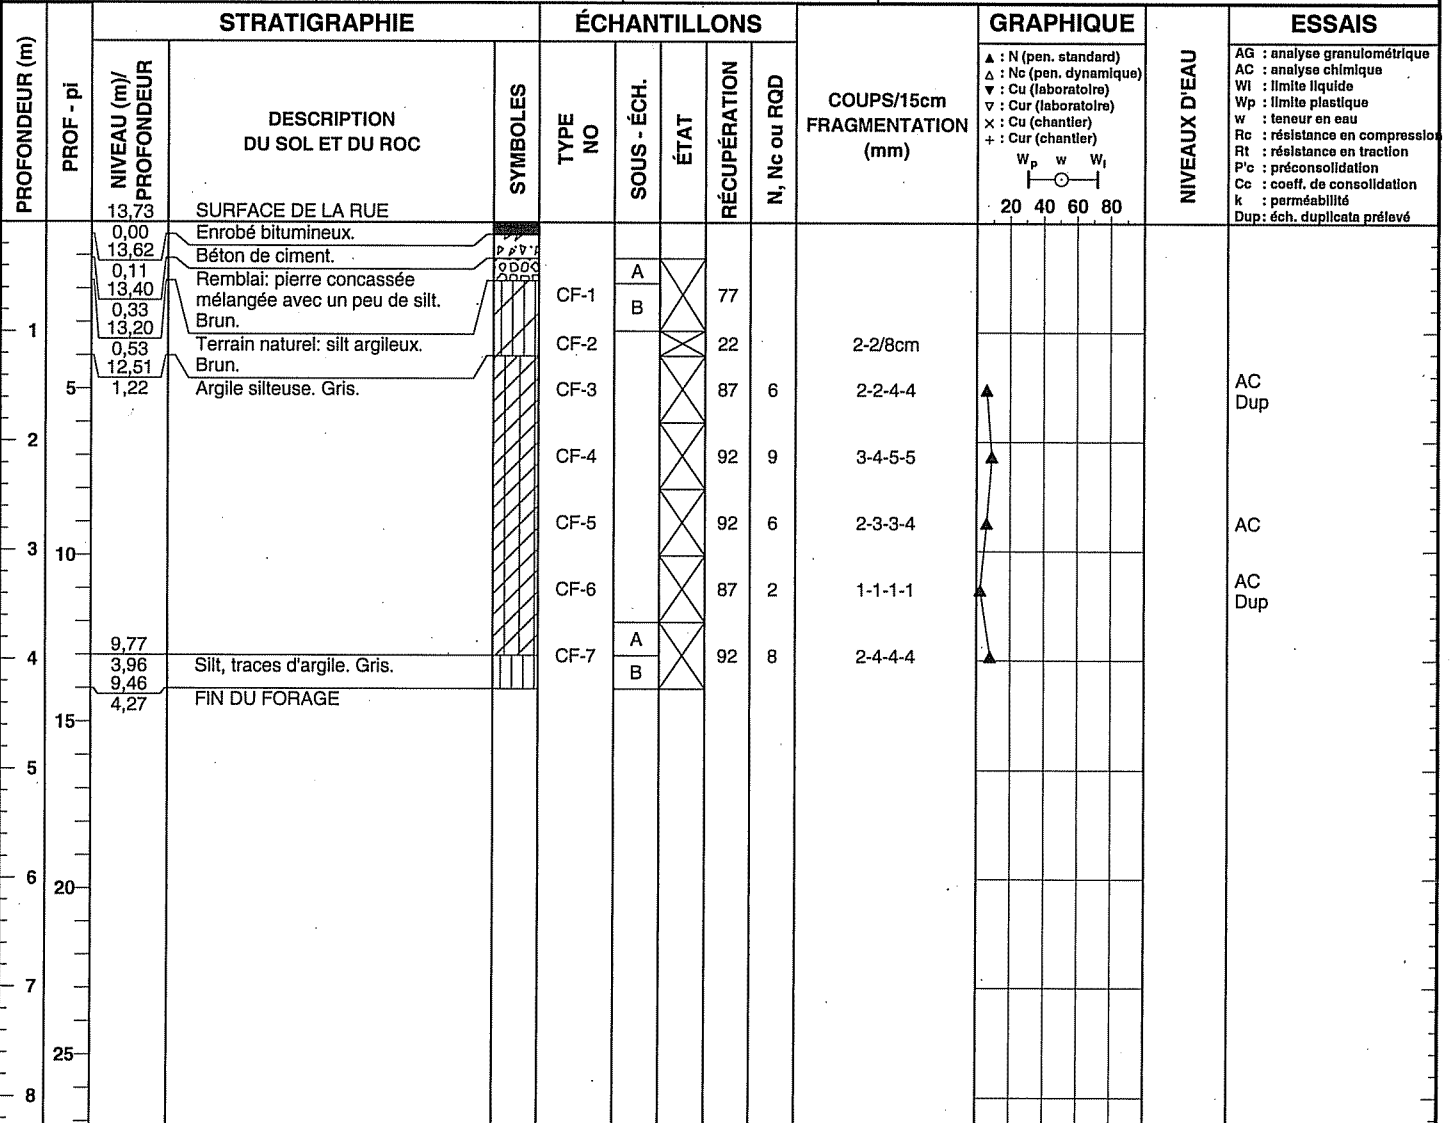 STRATIGRAPHIE
ÉCHANTILLONS
GRAPHIQUE
ESSAIS
PROFONDEUR (m)
PROF - pi
NIVEAU (m)/
PROFONDEUR
DESCRIPTION
DU SOL ET DU ROC
SYMBOLES
TYPE
NO
SOUS - ÉCH.
ÉTAT
RÉCUPÉRATION
N, Nc ou RQD
COUPS/15cm
FRAGMENTATION
(mm)
▲ : N (pen. standard)
△ : Nc (pen. dynamique)
▼ : Cu (laboratoire)
▽ : Cur (laboratoire)
× : Cu (chantier)
+ : Cur (chantier)
Wp w Wl
20 40 60 80
NIVEAUX D'EAU
AG : analyse granulométrique
AC : analyse chimique
Wl : limite liquide
Wp : limite plastique
w : teneur en eau
Rc : résistance en compression
Rt : résistance en traction
P'c : préconsolidation
Cc : coeff. de consolidation
k : perméabilité
Dup: éch. duplicata prélevé
13,73 SURFACE DE LA RUE
0,00 Enrobé bitumineux.
13,62
0,11 Béton de ciment.
13,40 Remblai: pierre concassée
mélangée avec un peu de silt.
0,33 Brun.
13,20
0,53 Terrain naturel: silt argileux.
12,51 Brun.
1,22 Argile silteuse. Gris.
9,77
3,96 Silt, traces d'argile. Gris.
9,46
4,27 FIN DU FORAGE
CF-1 A B 77
CF-2 22 2-2/8cm
CF-3 87 6 2-2-4-4 AC
Dup
CF-4 92 9 3-4-5-5
CF-5 92 6 2-3-3-4 AC
CF-6 87 2 1-1-1-1 AC
Dup
CF-7 A B 92 8 2-4-4-4
1
5
2
3
10
4
15
5
6
20
7
25
8